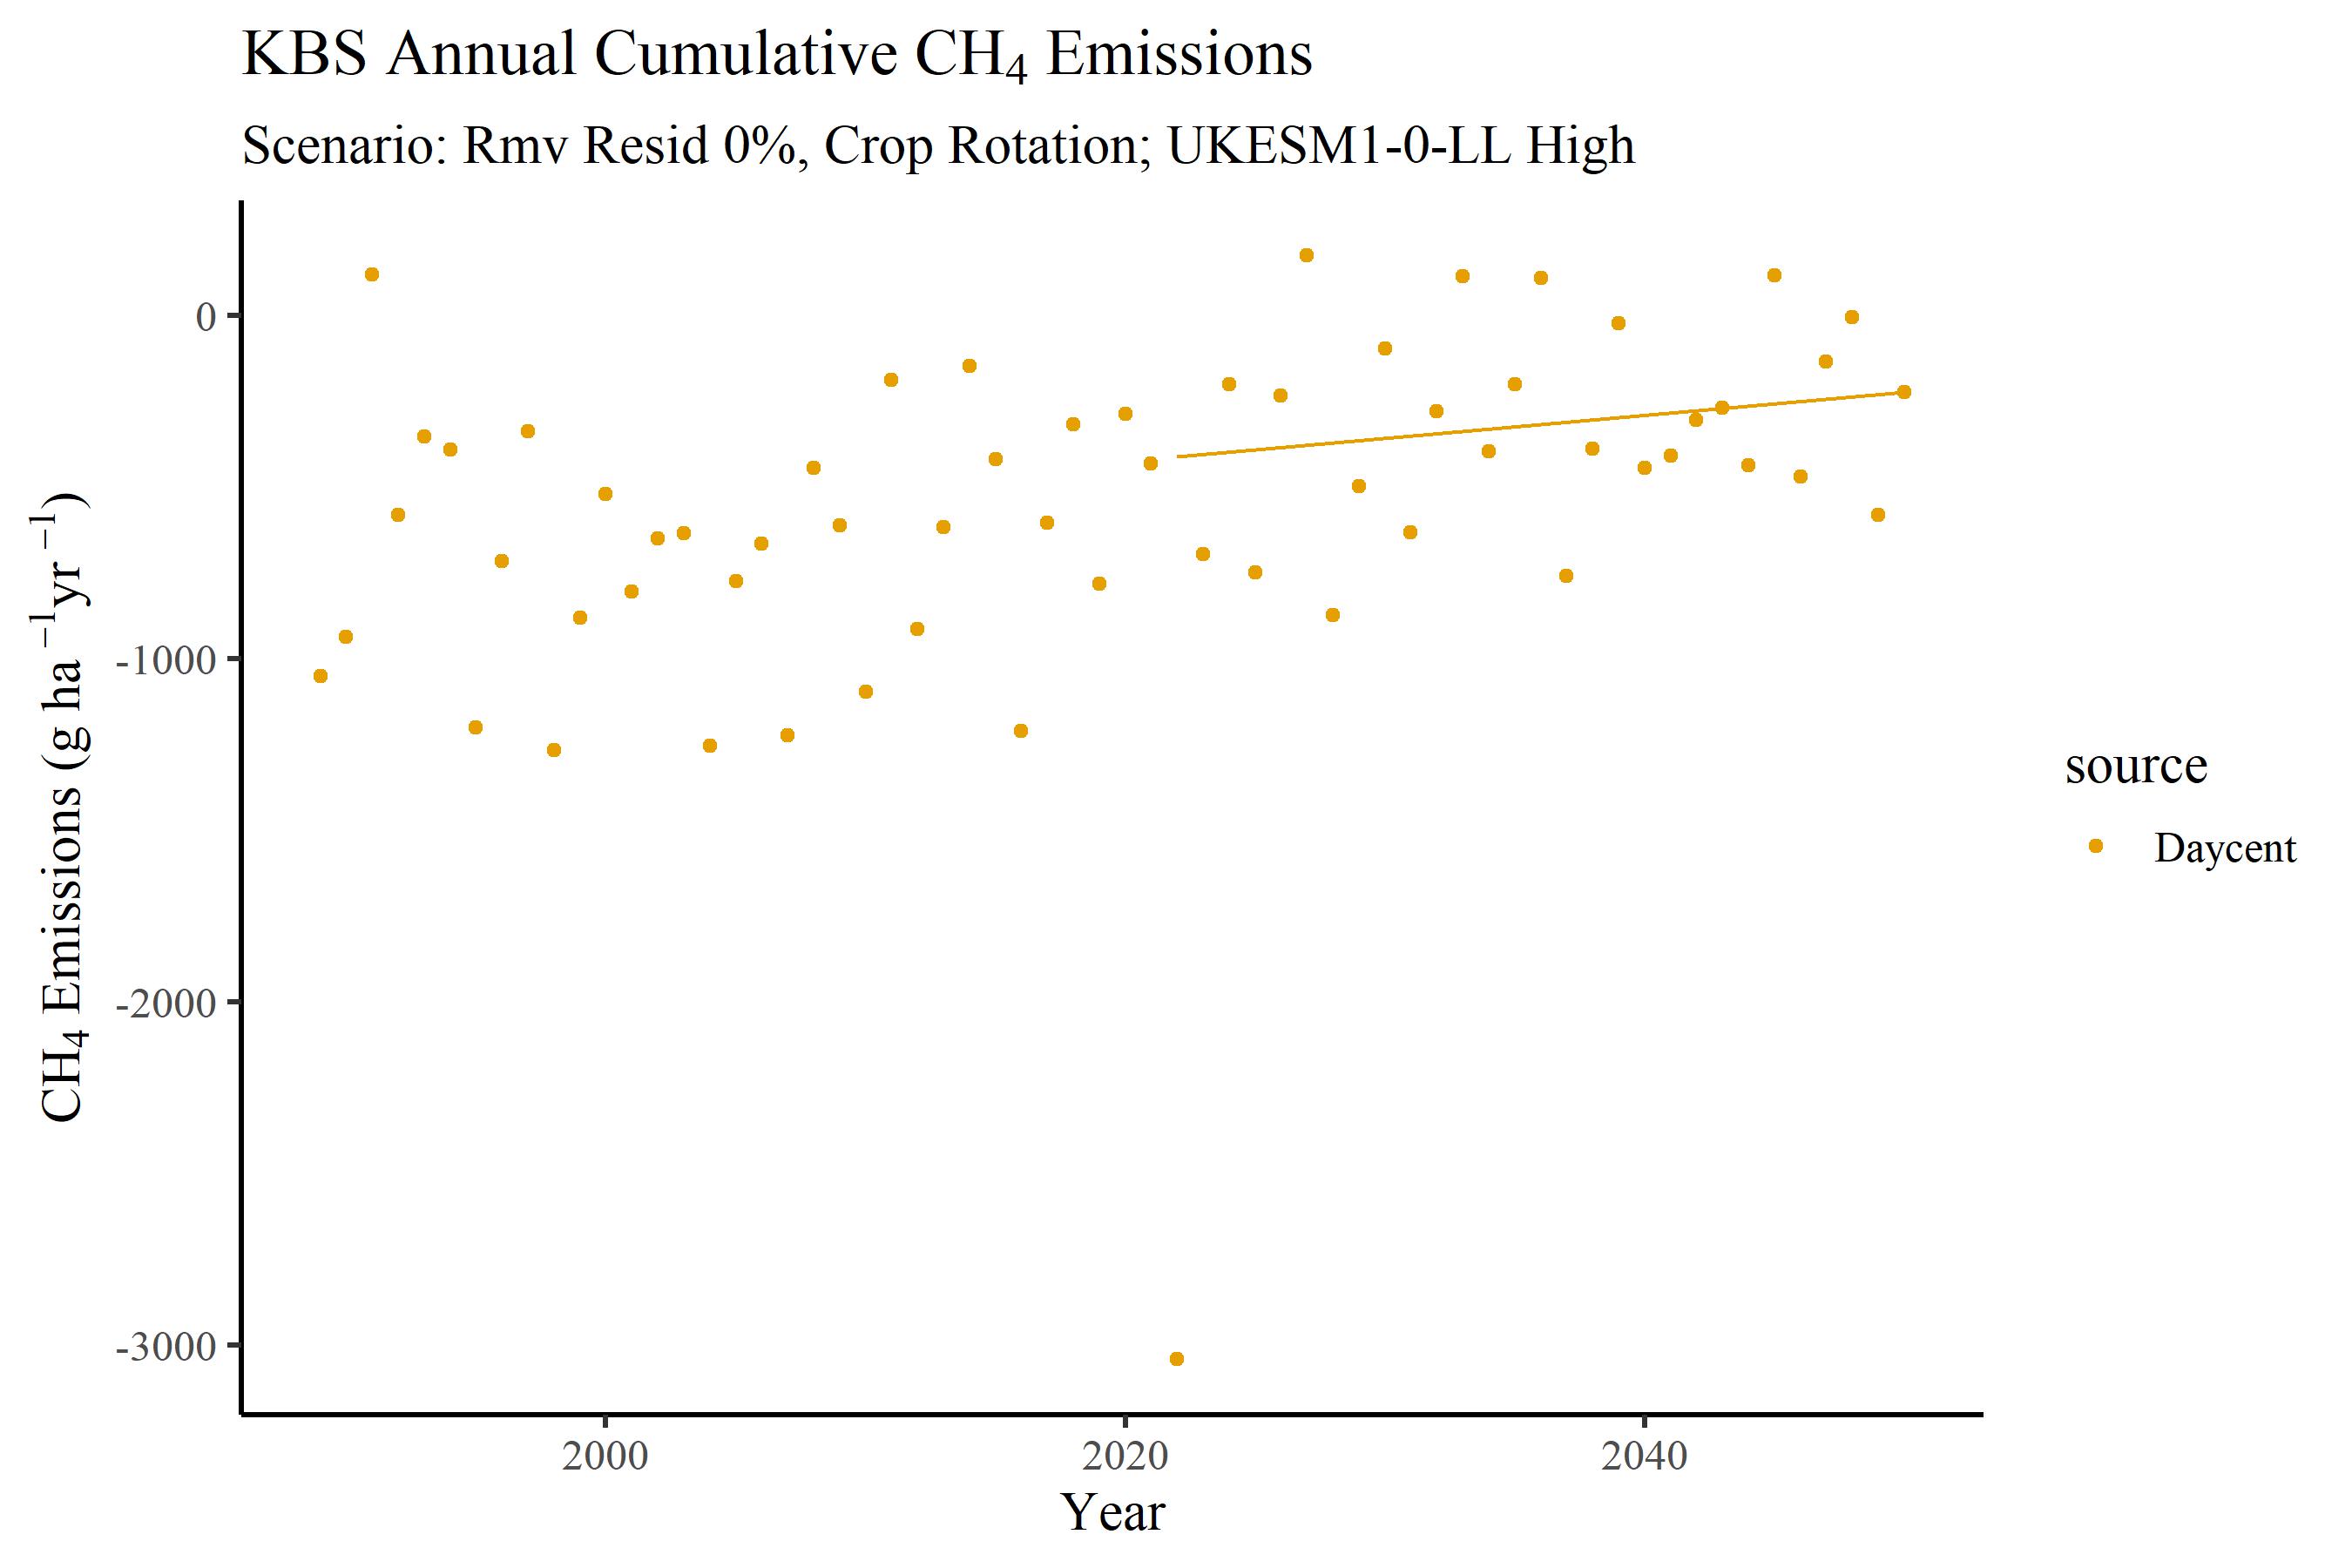 KBS Annual Cumulative CH₄ Emissions
Scenario: Rmv Resid 0%, Crop Rotation; UKESM1-0-LL High
CH₄ Emissions (g ha ⁻¹yr ⁻¹)
0
-1000
-2000
-3000
2000
2020
2040
Year
source
Daycent